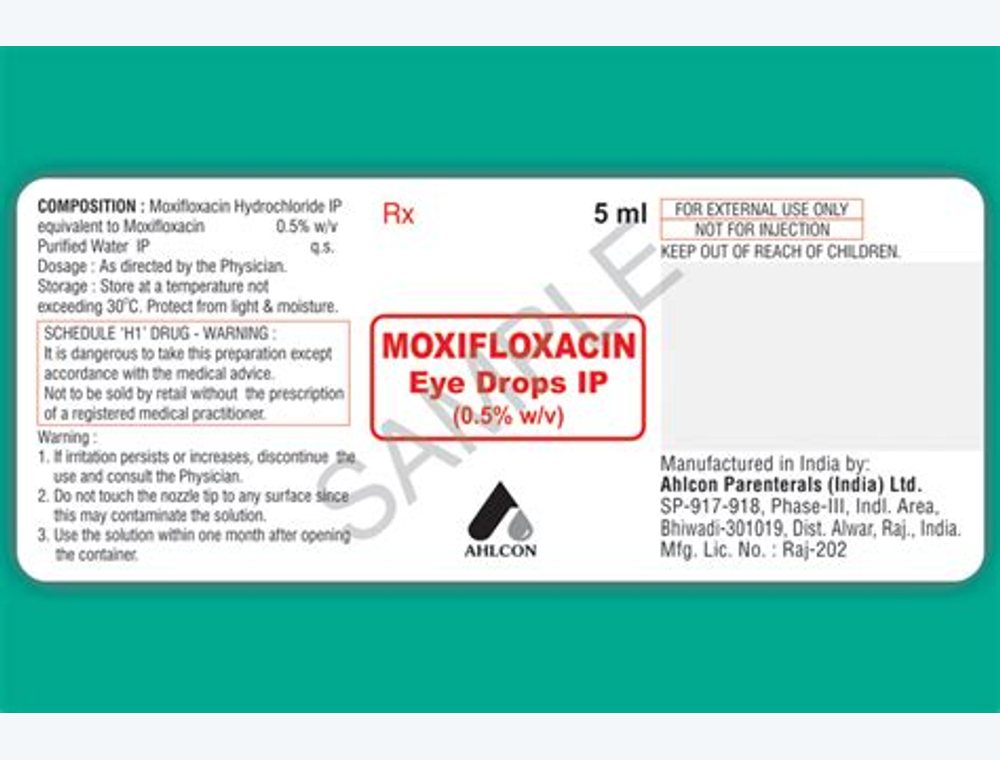 COMPOSITION : Moxifloxacin Hydrochloride IP
equivalent to Moxifloxacin 0.5% w/v
Purified Water IP q.s.
Dosage : As directed by the Physician.
Storage : Store at a temperature not
exceeding 30°C. Protect from light & moisture.
SCHEDULE 'H1' DRUG - WARNING :
It is dangerous to take this preparation except
accordance with the medical advice.
Not to be sold by retail without the prescription
of a registered medical practitioner.
Warning :
1. If irritation persists or increases, discontinue the
use and consult the Physician.
2. Do not touch the nozzle tip to any surface since
this may contaminate the solution.
3. Use the solution within one month after opening
the container.
Rx 5 ml
MOXIFLOXACIN
Eye Drops IP
(0.5% w/v)
AHLCON
SAMPLE
FOR EXTERNAL USE ONLY
NOT FOR INJECTION
KEEP OUT OF REACH OF CHILDREN.
Manufactured in India by:
Ahlcon Parenterals (India) Ltd.
SP-917-918, Phase-III, Indl. Area,
Bhiwadi-301019, Dist. Alwar, Raj., India.
Mfg. Lic. No. : Raj-202